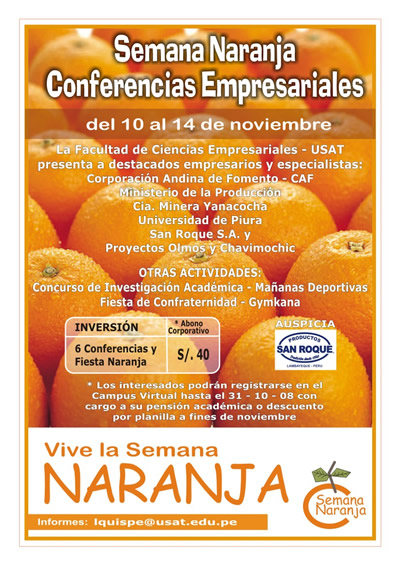 Semana Naranja
Conferencias Empresariales
del 10 al 14 de noviembre
La Facultad de Ciencias Empresariales - USAT
presenta a destacados empresarios y especialistas:
Corporación Andina de Fomento - CAF
Ministerio de la Producción
Cia. Minera Yanacocha
Universidad de Piura
San Roque S.A. y
Proyectos Olmos y Chavimochic
OTRAS ACTIVIDADES:
Concurso de Investigación Académica - Mañanas Deportivas
Fiesta de Confraternidad - Gymkana
INVERSIÓN
* Abono
Corporativo
6 Conferencias y
Fiesta Naranja
S/. 40
AUSPICIA
PRODUCTOS
SAN ROQUE
LAMBAYEQUE - PERU
* Los interesados podrán registrarse en el
Campus Virtual hasta el 31 - 10 - 08 con
cargo a su pensión académica o descuento
por planilla a fines de noviembre
Vive la Semana
NARANJA
Semana
Naranja
Informes: lquispe@usat.edu.pe